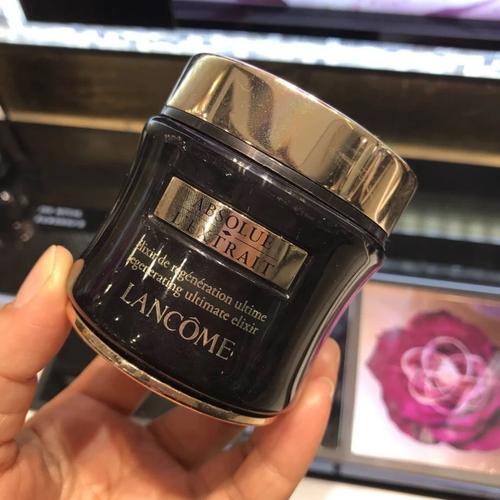 ABSOLUE
L'EXTRAIT
élixir de régénération ultime
regenerating ultimate elixir
LANCÔME